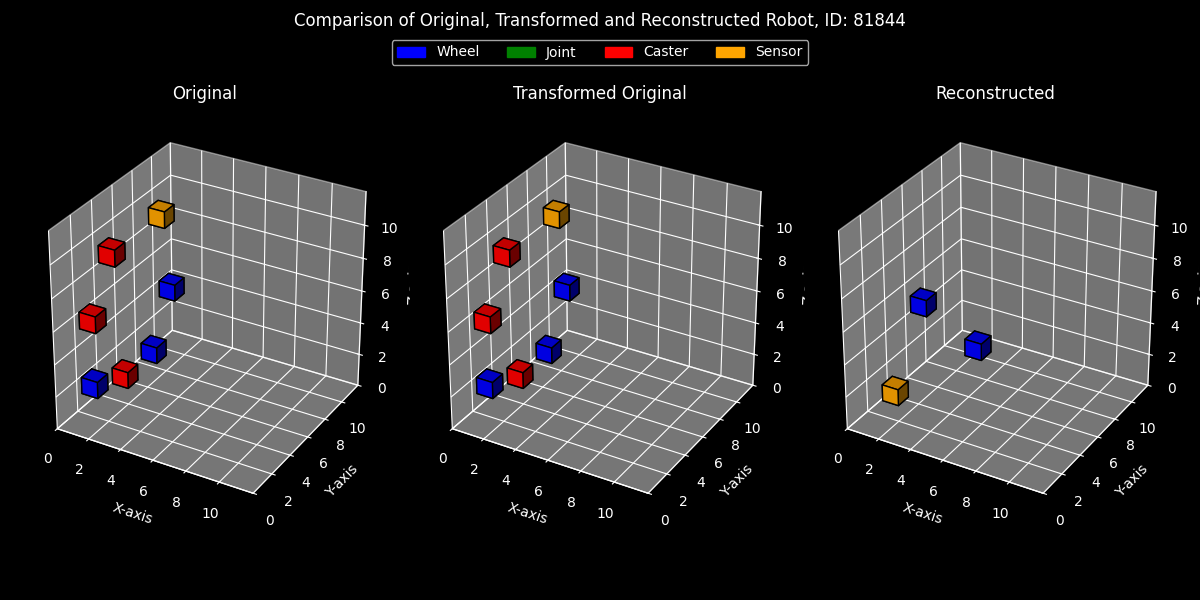 Comparison of Original, Transformed and Reconstructed Robot, ID: 81844
Wheel Joint Caster Sensor
Original Transformed Original Reconstructed
10 8 6 4 2 0
0 2 4 6 8 10
X-axis
0 2 4 6 8 10
Y-axis
10 8 6 4 2 0
0 2 4 6 8 10
X-axis
0 2 4 6 8 10
Y-axis
10 8 6 4 2 0
0 2 4 6 8 10
X-axis
0 2 4 6 8 10
Y-axis